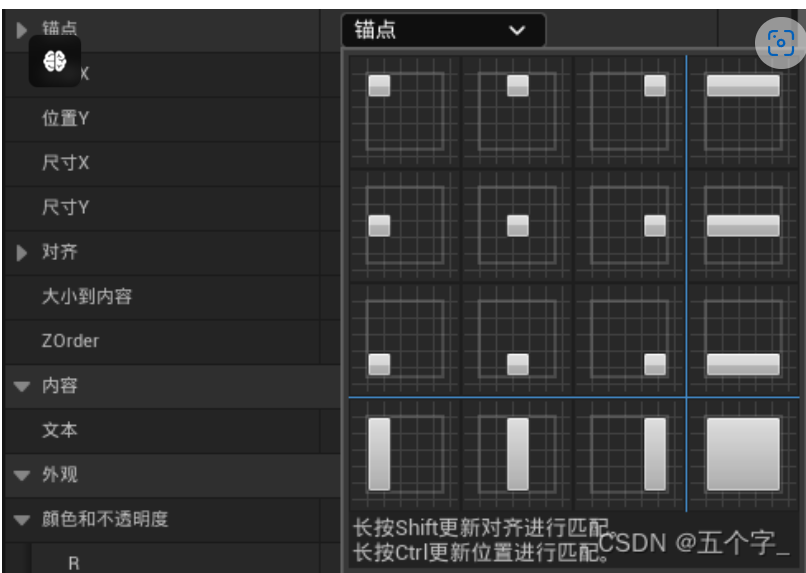 锚点
锚点
X
位置Y
尺寸X
尺寸Y
对齐
大小到内容
ZOrder
内容
文本
外观
颜色和不透明度
R
长按Shift更新对齐进行匹配。
长按Ctrl更新位置进行匹配。
CSDN @五个字_